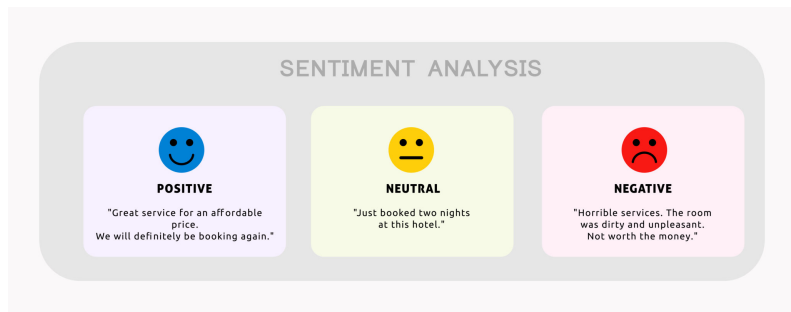 SENTIMENT ANALYSIS
POSITIVE
"Great service for an affordable
price.
We will definitely be booking again."
NEUTRAL
"Just booked two nights
at this hotel."
NEGATIVE
"Horrible services. The room
was dirty and unpleasant.
Not worth the money."